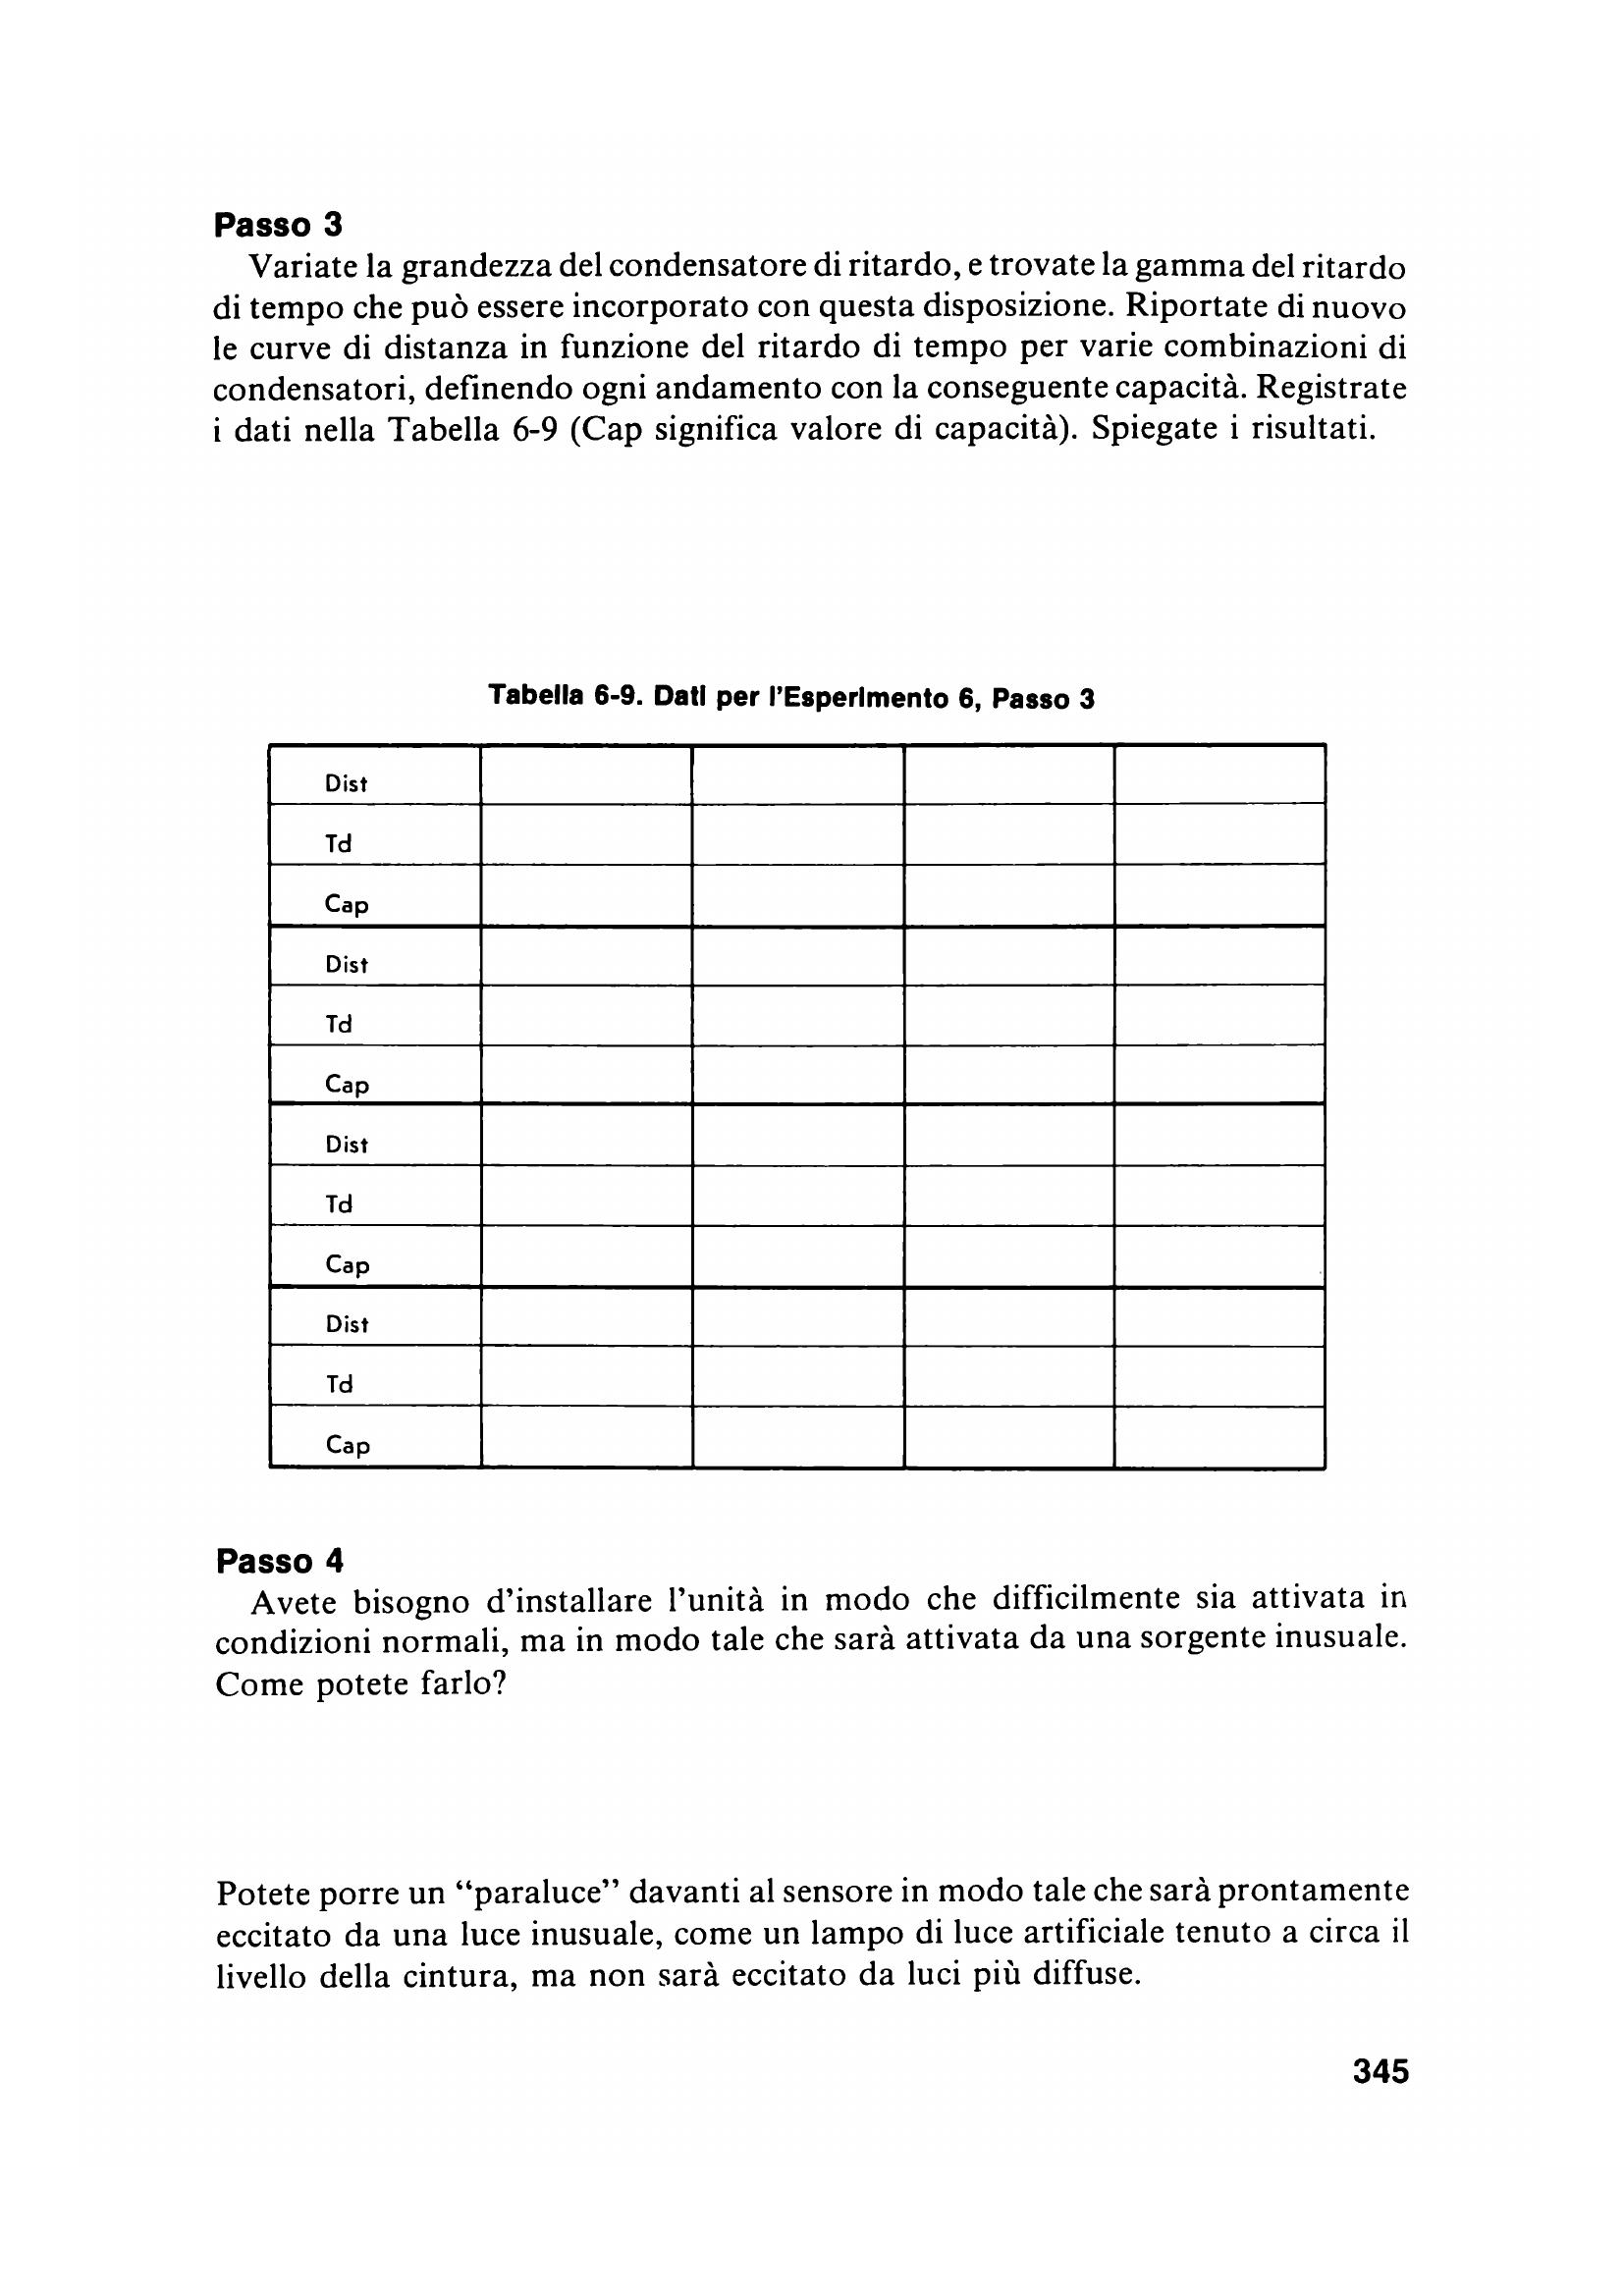 Passo 3
Variate la grandezza del condensatore di ritardo, e trovate la gamma del ritardo
di tempo che può essere incorporato con questa disposizione. Riportate di nuovo
le curve di distanza in funzione del ritardo di tempo per varie combinazioni di
condensatori, definendo ogni andamento con la conseguente capacità. Registrate
i dati nella Tabella 6-9 (Cap significa valore di capacità). Spiegate i risultati.
Tabella 6-9. Dati per l'Esperimento 6, Passo 3
Dist
Td
Cap
Dist
Td
Cap
Dist
Td
Cap
Dist
Td
Cap
Passo 4
Avete bisogno d'installare l'unità in modo che difficilmente sia attivata in
condizioni normali, ma in modo tale che sarà attivata da una sorgente inusuale.
Come potete farlo?
Potete porre un “paraluce” davanti al sensore in modo tale che sarà prontamente
eccitato da una luce inusuale, come un lampo di luce artificiale tenuto a circa il
livello della cintura, ma non sarà eccitato da luci più diffuse.
345